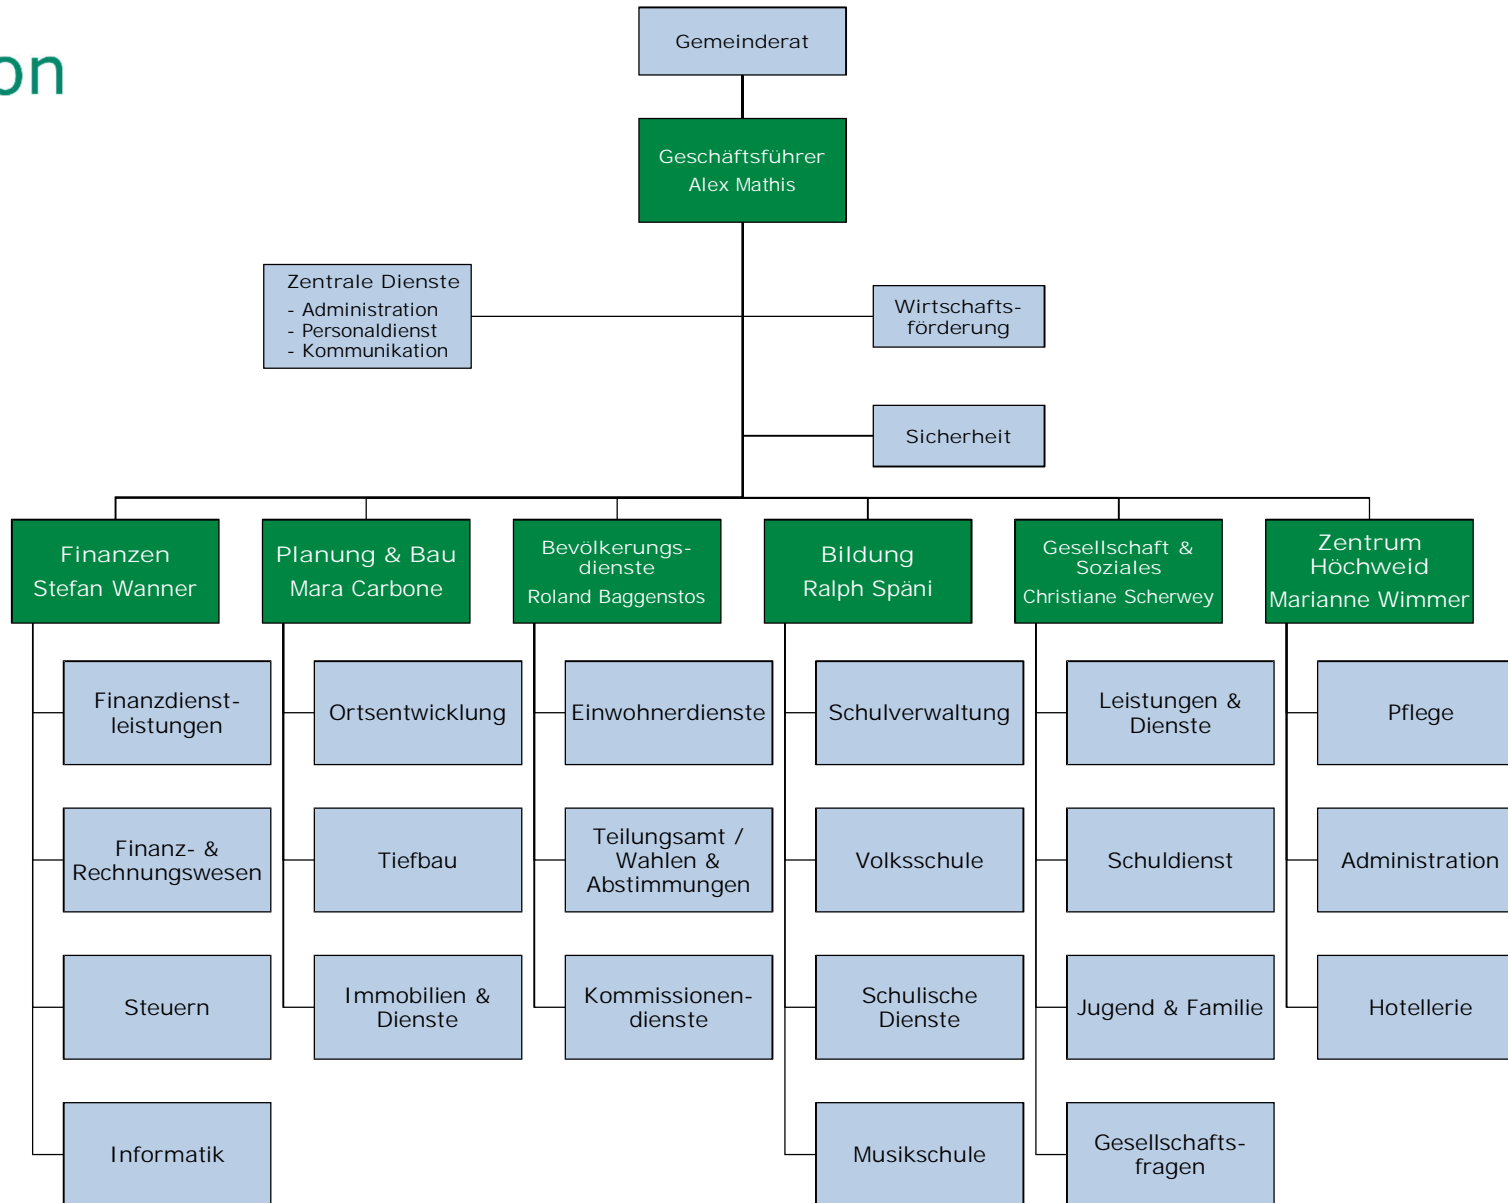 on
Gemeinderat
Geschäftsführer
Alex Mathis
Zentrale Dienste
- Administration
- Personaldienst
- Kommunikation
Wirtschafts-
förderung
Sicherheit
Finanzen
Stefan Wanner
Planung & Bau
Mara Carbone
Bevölkerungs-
dienste
Roland Baggenstos
Bildung
Ralph Späni
Gesellschaft &
Soziales
Christiane Scherwey
Zentrum
Höchweid
Marianne Wimmer
Finanzdienst-
leistungen
Ortsentwicklung
Einwohnerdienste
Schulverwaltung
Leistungen &
Dienste
Pflege
Finanz- &
Rechnungswesen
Tiefbau
Teilungsamt /
Wahlen &
Abstimmungen
Volksschule
Schuldienst
Administration
Steuern
Immobilien &
Dienste
Kommissionen-
dienste
Schulische
Dienste
Jugend & Familie
Hotellerie
Informatik
Musikschule
Gesellschafts-
fragen